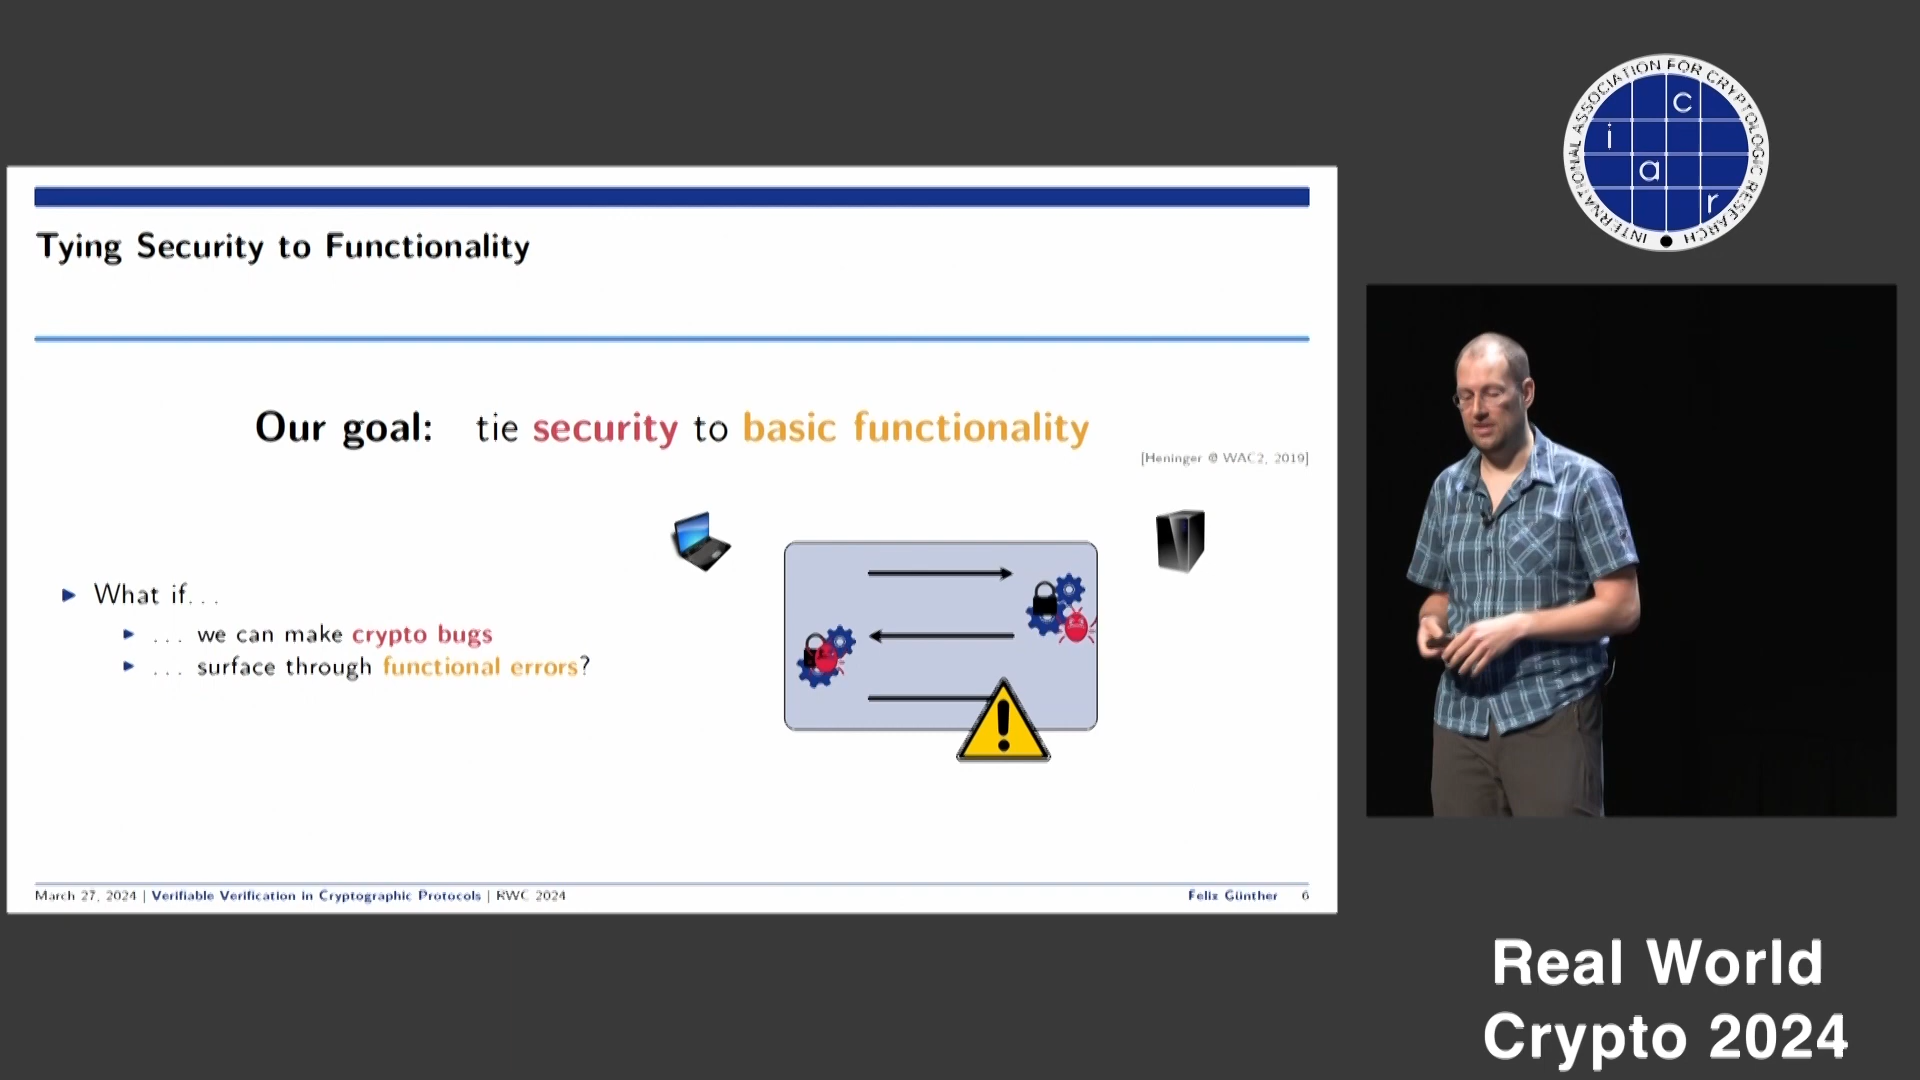 Tying Security to Functionality
Our goal: tie security to basic functionality
[Heninger @ WAC2, 2019]
What if. . .
. . . we can make crypto bugs
. . . surface through functional errors?
March 27, 2024 | Verifiable Verification in Cryptographic Protocols | RWC 2024
Felix Günther 6
INTERNATIONAL ASSOCIATION FOR CRYPTOLOGIC RESEARCH
i a c r
Real World
Crypto 2024